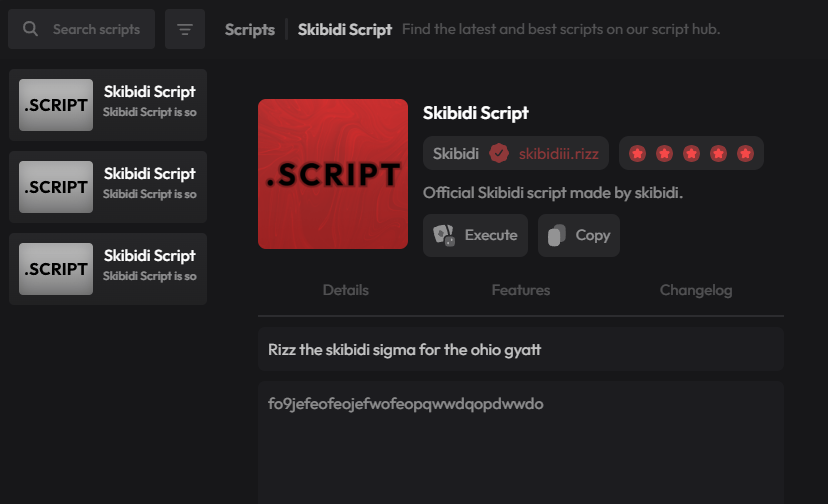 Search scripts
Scripts
Skibidi Script
Find the latest and best scripts on our script hub.
.SCRIPT
Skibidi Script
Skibidi Script is so
.SCRIPT
Skibidi Script
Skibidi Script is so
.SCRIPT
Skibidi Script
Skibidi Script is so
.SCRIPT
Skibidi Script
Skibidi
skibidiii.rizz
Official Skibidi script made by skibidi.
Execute
Copy
Details
Features
Changelog
Rizz the skibidi sigma for the ohio gyatt
fo9jefeofeojefwofeopqwwdqopdwwdo